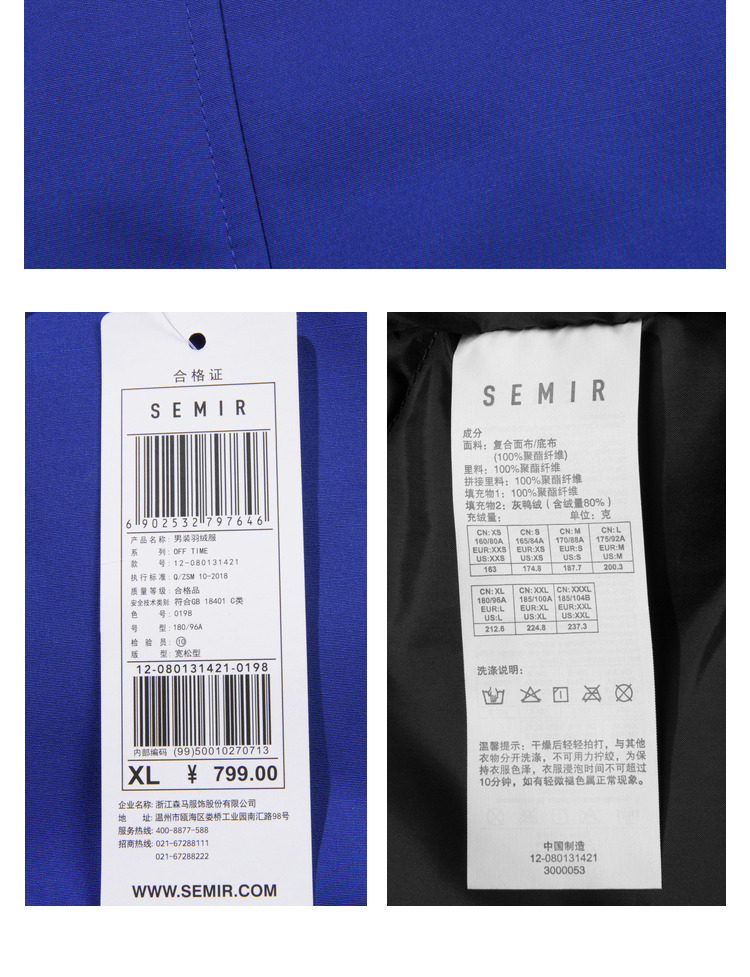 合格证
SEMIR
6 902532 797646
产品名称: 男装羽绒服
系 列: OFF TIME
款 号: 12-080131421
执行标准: Q/ZSM 10-2018
质量等级: 合格品
安全技术类别: 符合GB 18401 C类
色 号: 0198
号 型: 180/96A
检 验 员: ⑩
版 型: 宽松型
12-080131421-0198
内部编码 (99)50010270713
XL ¥ 799.00
企业名称: 浙江森马服饰股份有限公司
地 址: 温州市瓯海区娄桥工业园南汇路98号
服务热线: 400-8877-588
招商热线: 021-67288111
021-67288222
WWW.SEMIR.COM
SEMIR
成分
面料: 复合面布/底布
(100%聚酯纤维)
里料: 100%聚酯纤维
拼接里料: 100%聚酯纤维
填充物1: 100%聚酯纤维
填充物2: 灰鸭绒 (含绒量80%)
充绒量: 单位: 克
CN: XS CN: S CN: M CN: L
160/80A 165/84A 170/88A 175/92A
EUR:XXS EUR:XS EUR:S EUR:M
US:XXS US:XS US:S US:M
163 174.8 187.7 200.3
CN: XL CN: XXL CN: XXXL
180/96A 185/100A 185/104B
EUR:L EUR:XL EUR:XXL
US:L US:XL US:XXL
212.6 224.8 237.3
洗涤说明:
温馨提示: 干燥后轻轻拍打, 与其他
衣物分开洗涤, 不可用力拧绞, 为保
持衣服色泽, 衣服浸泡时间不可超过
10分钟, 如有轻微褪色属正常现象。
中国制造
12-080131421
3000053